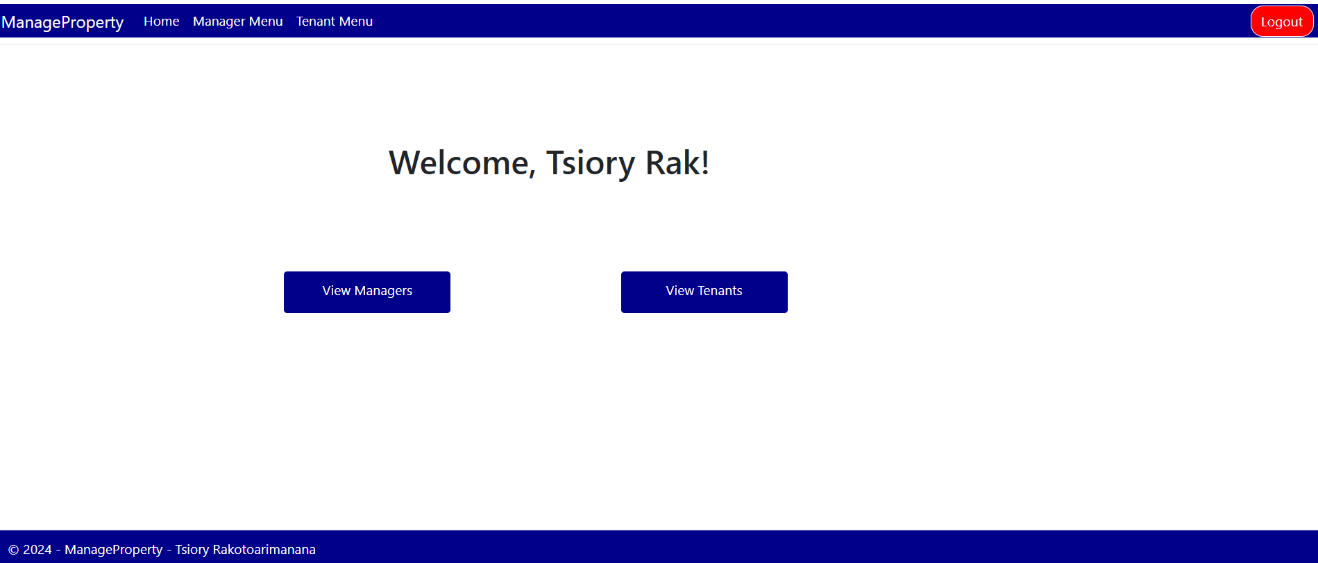 ManageProperty Home Manager Menu Tenant Menu Logout
Welcome, Tsiory Rak!
View Managers View Tenants
© 2024 - ManageProperty - Tsiory Rakotoarimanana